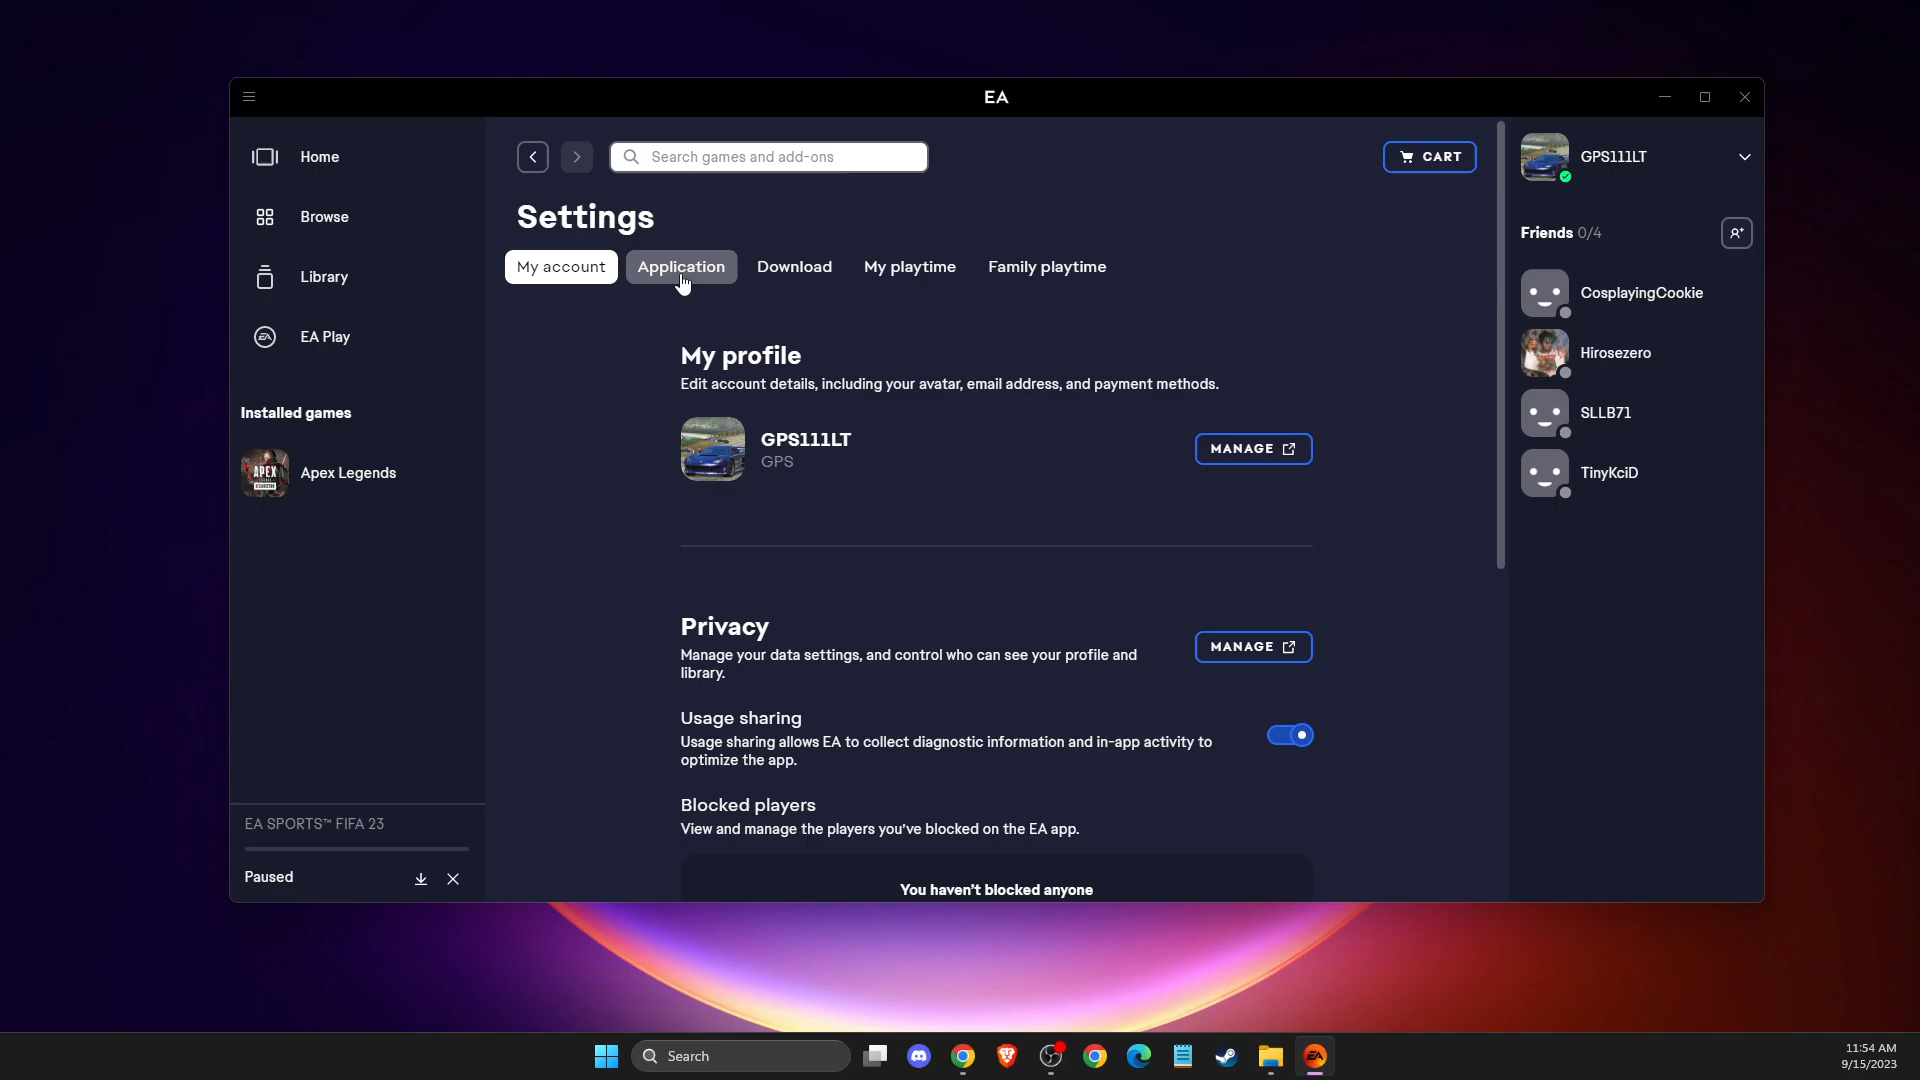 EA
Home
Browse
Library
EA Play
Installed games
Apex Legends
EA SPORTS™ FIFA 23
Paused
Search games and add-ons
CART
Settings
My account
Application
Download
My playtime
Family playtime
My profile
Edit account details, including your avatar, email address, and payment methods.
GPS111LT
GPS
MANAGE
Privacy
Manage your data settings, and control who can see your profile and
library.
MANAGE
Usage sharing
Usage sharing allows EA to collect diagnostic information and in-app activity to
optimize the app.
Blocked players
View and manage the players you've blocked on the EA app.
You haven't blocked anyone
GPS111LT
Friends 0/4
CosplayingCookie
Hirosezero
SLLB71
TinyKciD
Search
11:54 AM
9/15/2023